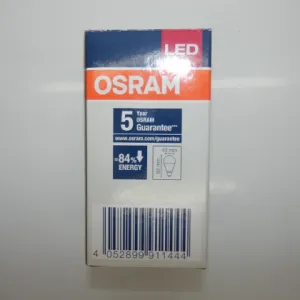 LED
OSRAM
5 Year OSRAM Guarantee***
www.osram.com/guarantee
=84% ENERGY
4 052899 911444